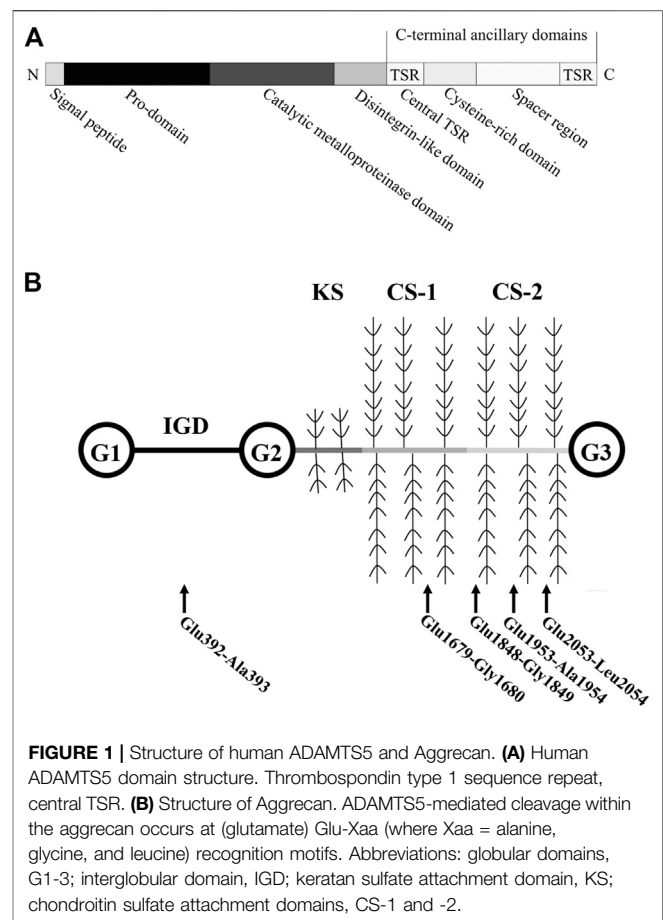 A
C-terminal ancillary domains
N
TSR
TSR
C
Signal peptide
Pro-domain
Catalytic metalloproteinase domain
Disintegrin-like domain
Central TSR
Cysteine-rich domain
Spacer region
B
KS
CS-1
CS-2
IGD
G1
G2
G3
Glu392-Ala393
Glu1679-Gly1680
Glu1848-Gly1849
Glu1953-Ala1954
Glu2053-Leu2054
FIGURE 1 | Structure of human ADAMTS5 and Aggrecan. (A) Human
ADAMTS5 domain structure. Thrombospondin type 1 sequence repeat,
central TSR. (B) Structure of Aggrecan. ADAMTS5-mediated cleavage within
the aggrecan occurs at (glutamate) Glu-Xaa (where Xaa = alanine,
glycine, and leucine) recognition motifs. Abbreviations: globular domains,
G1-3; interglobular domain, IGD; keratan sulfate attachment domain, KS;
chondroitin sulfate attachment domains, CS-1 and -2.